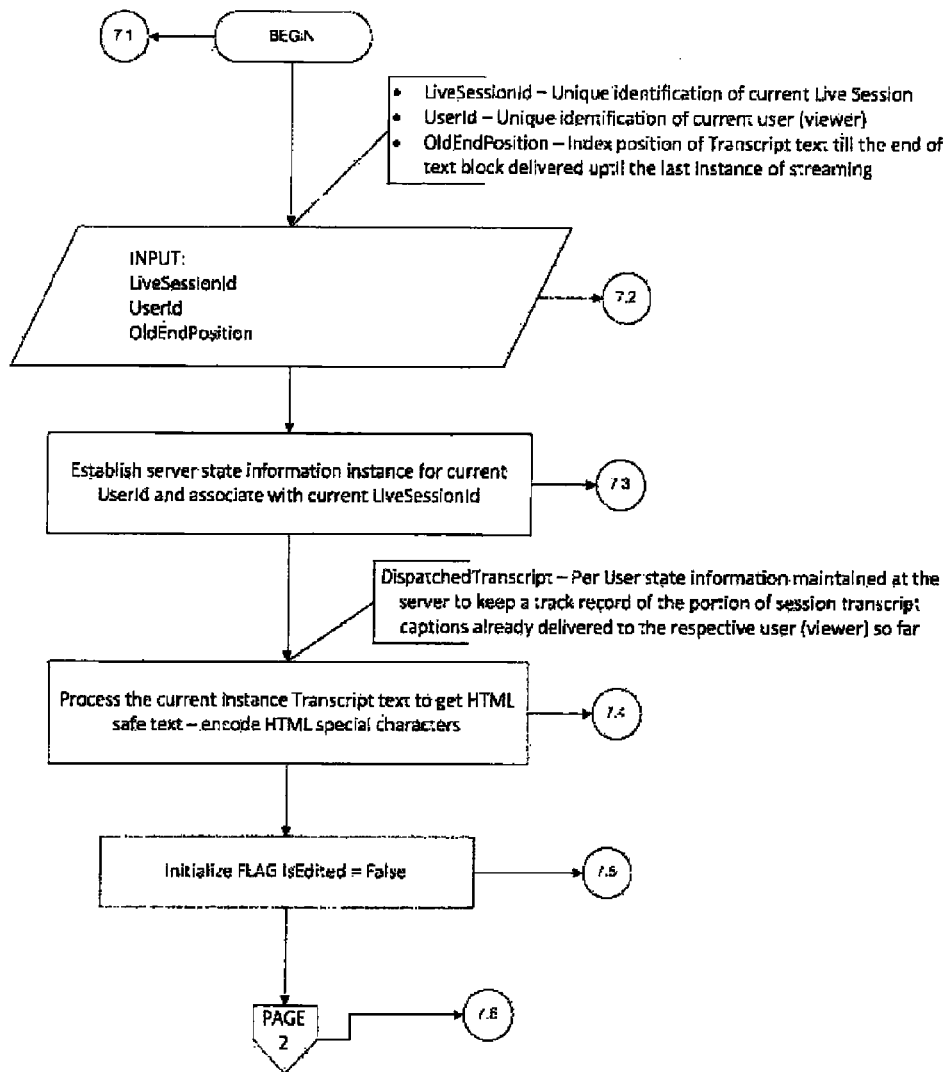 7.1
BEGIN
• LiveSessionId – Unique identification of current Live Session
• UserId – Unique identification of current user (viewer)
• OldEndPosition – Index position of Transcript text till the end of
text block delivered uptil the last instance of streaming
INPUT:
LiveSessionId
UserId
OldEndPosition
7.2
Establish server state information instance for current
UserId and associate with current LiveSessionId
7.3
DispatchedTranscript – Per User state information maintained at the
server to keep a track record of the portion of session transcript
captions already delivered to the respective user (viewer) so far
Process the current instance Transcript text to get HTML
safe text – encode HTML special characters
7.4
Initialize FLAG IsEdited = False
7.5
PAGE
2
7.6